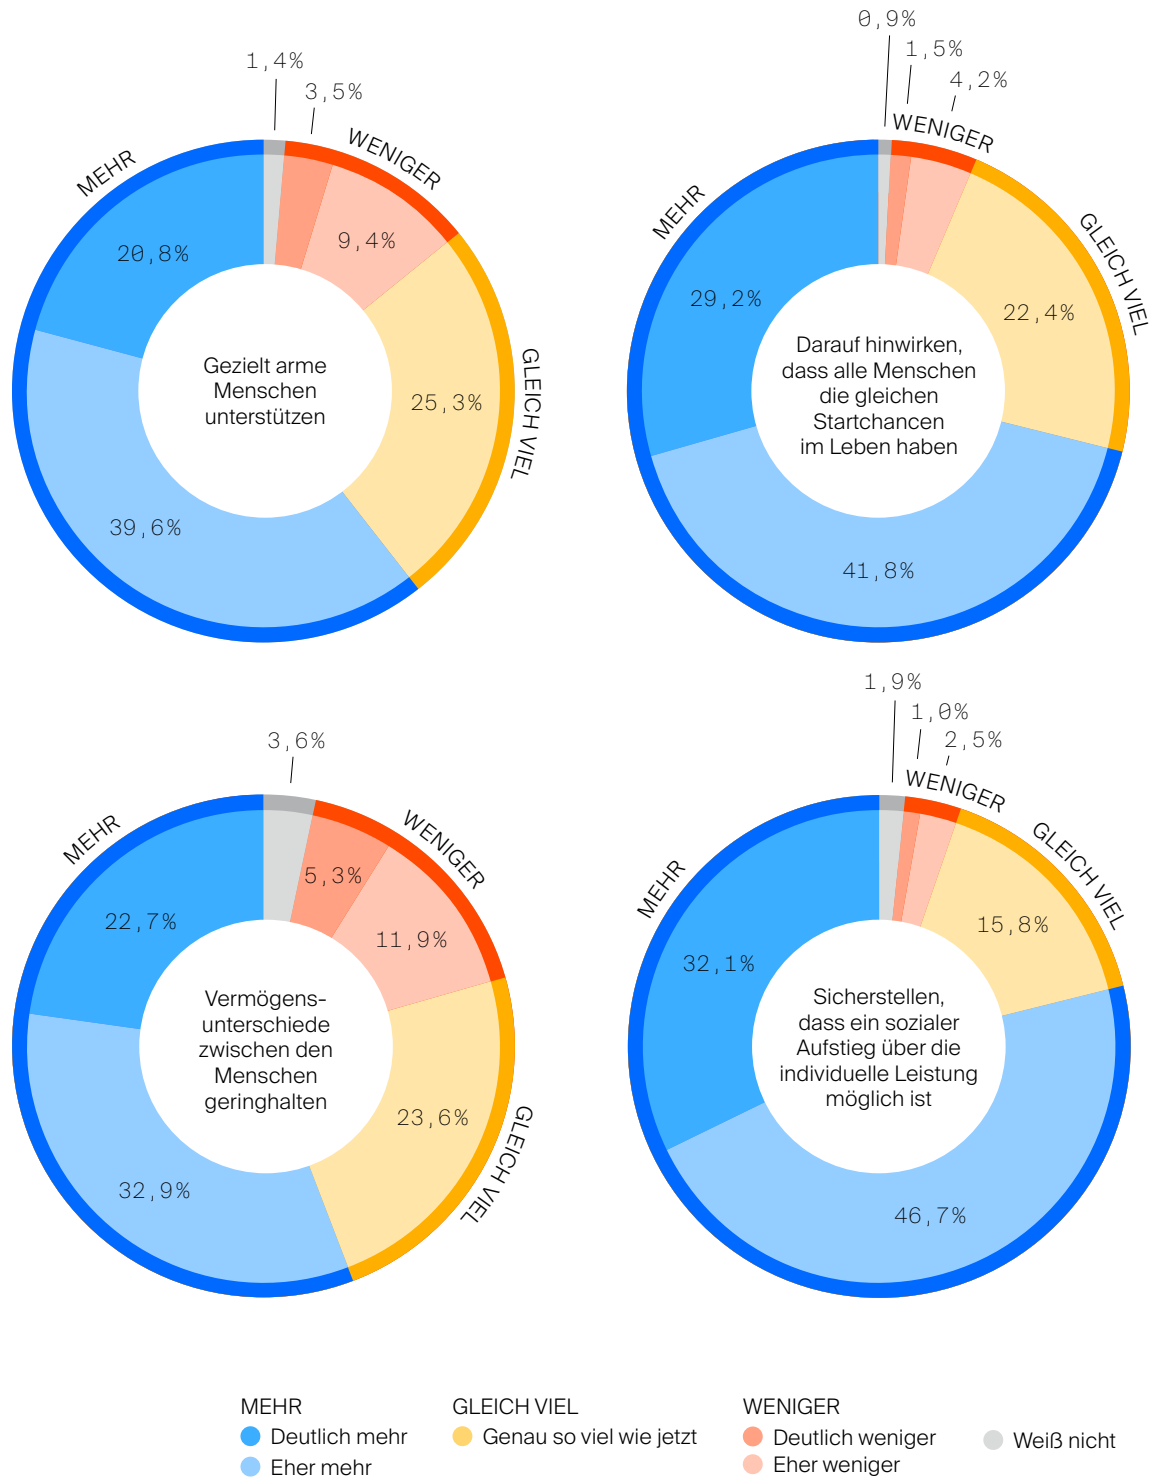 1,4%
3,5%
WENIGER
MEHR
20,8%
9,4%
Gezielt arme
Menschen
unterstützen
GLEICH VIEL
25,3%
39,6%
0,9%
1,5%
4,2%
WENIGER
MEHR
GLEICH VIEL
29,2%
22,4%
Darauf hinwirken,
dass alle Menschen
die gleichen
Startchancen
im Leben haben
41,8%
3,6%
MEHR
WENIGER
5,3%
22,7%
11,9%
Vermögens-
unterschiede
zwischen den
Menschen
geringhalten
23,6%
GLEICH VIEL
32,9%
1,9%
1,0%
2,5%
WENIGER
GLEICH VIEL
MEHR
15,8%
32,1%
Sicherstellen,
dass ein sozialer
Aufstieg über die
individuelle Leistung
möglich ist
46,7%
MEHR
Deutlich mehr
Eher mehr
GLEICH VIEL
Genau so viel wie jetzt
WENIGER
Deutlich weniger
Eher weniger
Weiß nicht